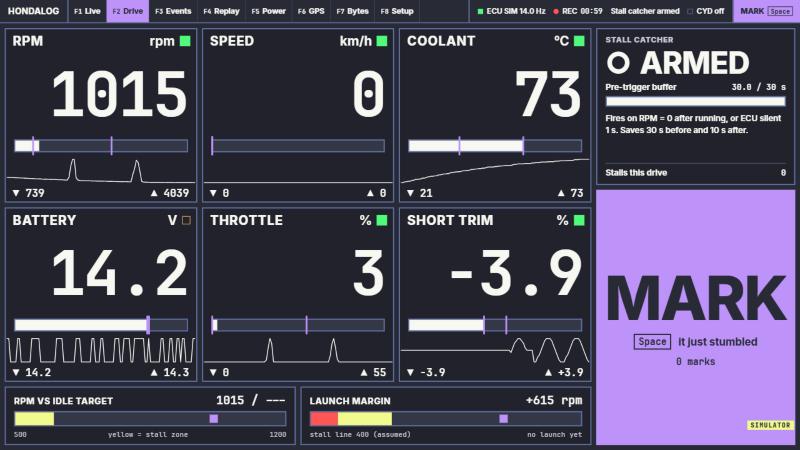 HONDALOG F1 Live F2 Drive F3 Events F4 Replay F5 Power F6 GPS F7 Bytes F8 Setup ECU SIM 14.0 Hz REC 00:59 Stall catcher armed CYD off MARK Space
RPM rpm
1015
▼ 739 ▲ 4039
SPEED km/h
0
▼ 0 ▲ 0
COOLANT °C
73
▼ 21 ▲ 73
STALL CATCHER
ARMED
Pre-trigger buffer 30.0 / 30 s
Fires on RPM = 0 after running, or ECU silent
1 s. Saves 30 s before and 10 s after.
Stalls this drive 0
BATTERY V
14.2
▼ 14.2 ▲ 14.3
THROTTLE %
3
▼ 0 ▲ 55
SHORT TRIM %
-3.9
▼ -3.9 ▲ +3.9
MARK
Space it just stumbled
0 marks
SIMULATOR
RPM VS IDLE TARGET 1015 / ---
500 yellow = stall zone 1200
LAUNCH MARGIN +615 rpm
stall line 400 (assumed) no launch yet